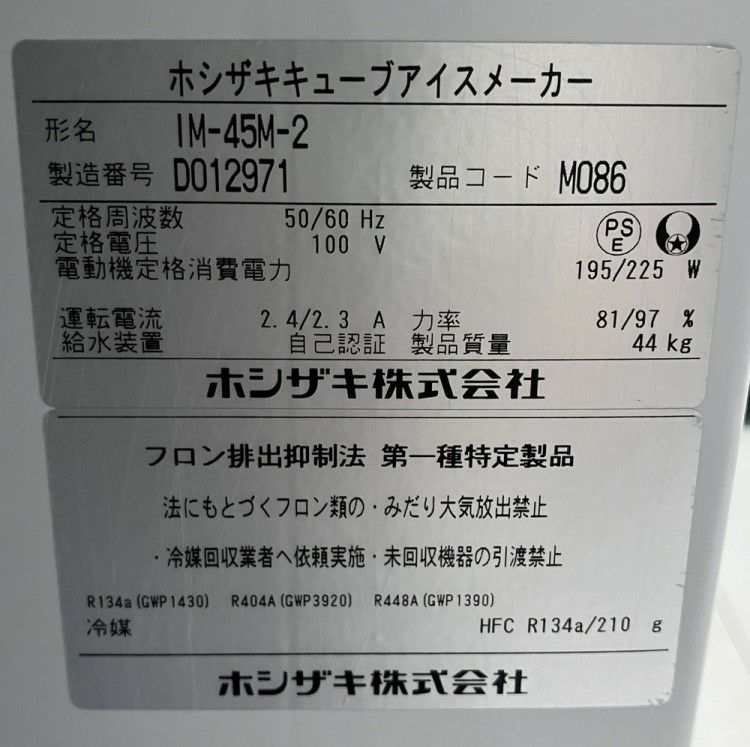 ホシザキキューブアイスメーカー
形名 IM-45M-2
製造番号 D012971 製品コード M086
定格周波数 50/60 Hz
定格電圧 100 V
PS E
電動機定格消費電力 195/225 W
運転電流 2.4/2.3 A 力率 81/97 %
給水装置 自己認証 製品質量 44 kg
ホシザキ株式会社
フロン排出抑制法 第一種特定製品
法にもとづくフロン類の・みだり大気放出禁止
・冷媒回収業者へ依頼実施・未回収機器の引渡禁止
R134a(GWP1430) R404A(GWP3920) R448A(GWP1390)
冷媒 HFC R134a/210 g
ホシザキ株式会社